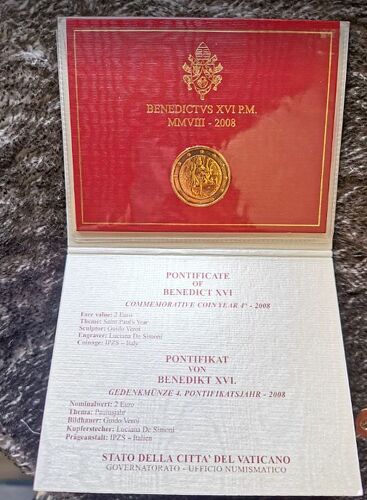 BENEDICTVS XVI P.M.
MMVIII - 2008
PONTIFICATE
OF
BENEDICT XVI
COMMEMORATIVE COIN YEAR 4° - 2008
Face value: 2 Euro
Theme: Saint Paul's Year
Sculptor: Guido Veroi
Engraver: Luciana De Simoni
Coinage: IPZS – Italy
PONTIFIKAT
VON
BENEDIKT XVI.
GEDENKMÜNZE 4. PONTIFIKATSJAHR - 2008
Nominalwert: 2 Euro
Thema: Paulusjahr
Bildhauer: Guido Veroi
Kupferstecher: Luciana De Simoni
Prägeanstalt: IPZS – Italien
STATO DELLA CITTA' DEL VATICANO
GOVERNATORATO - UFFICIO NUMISMATICO